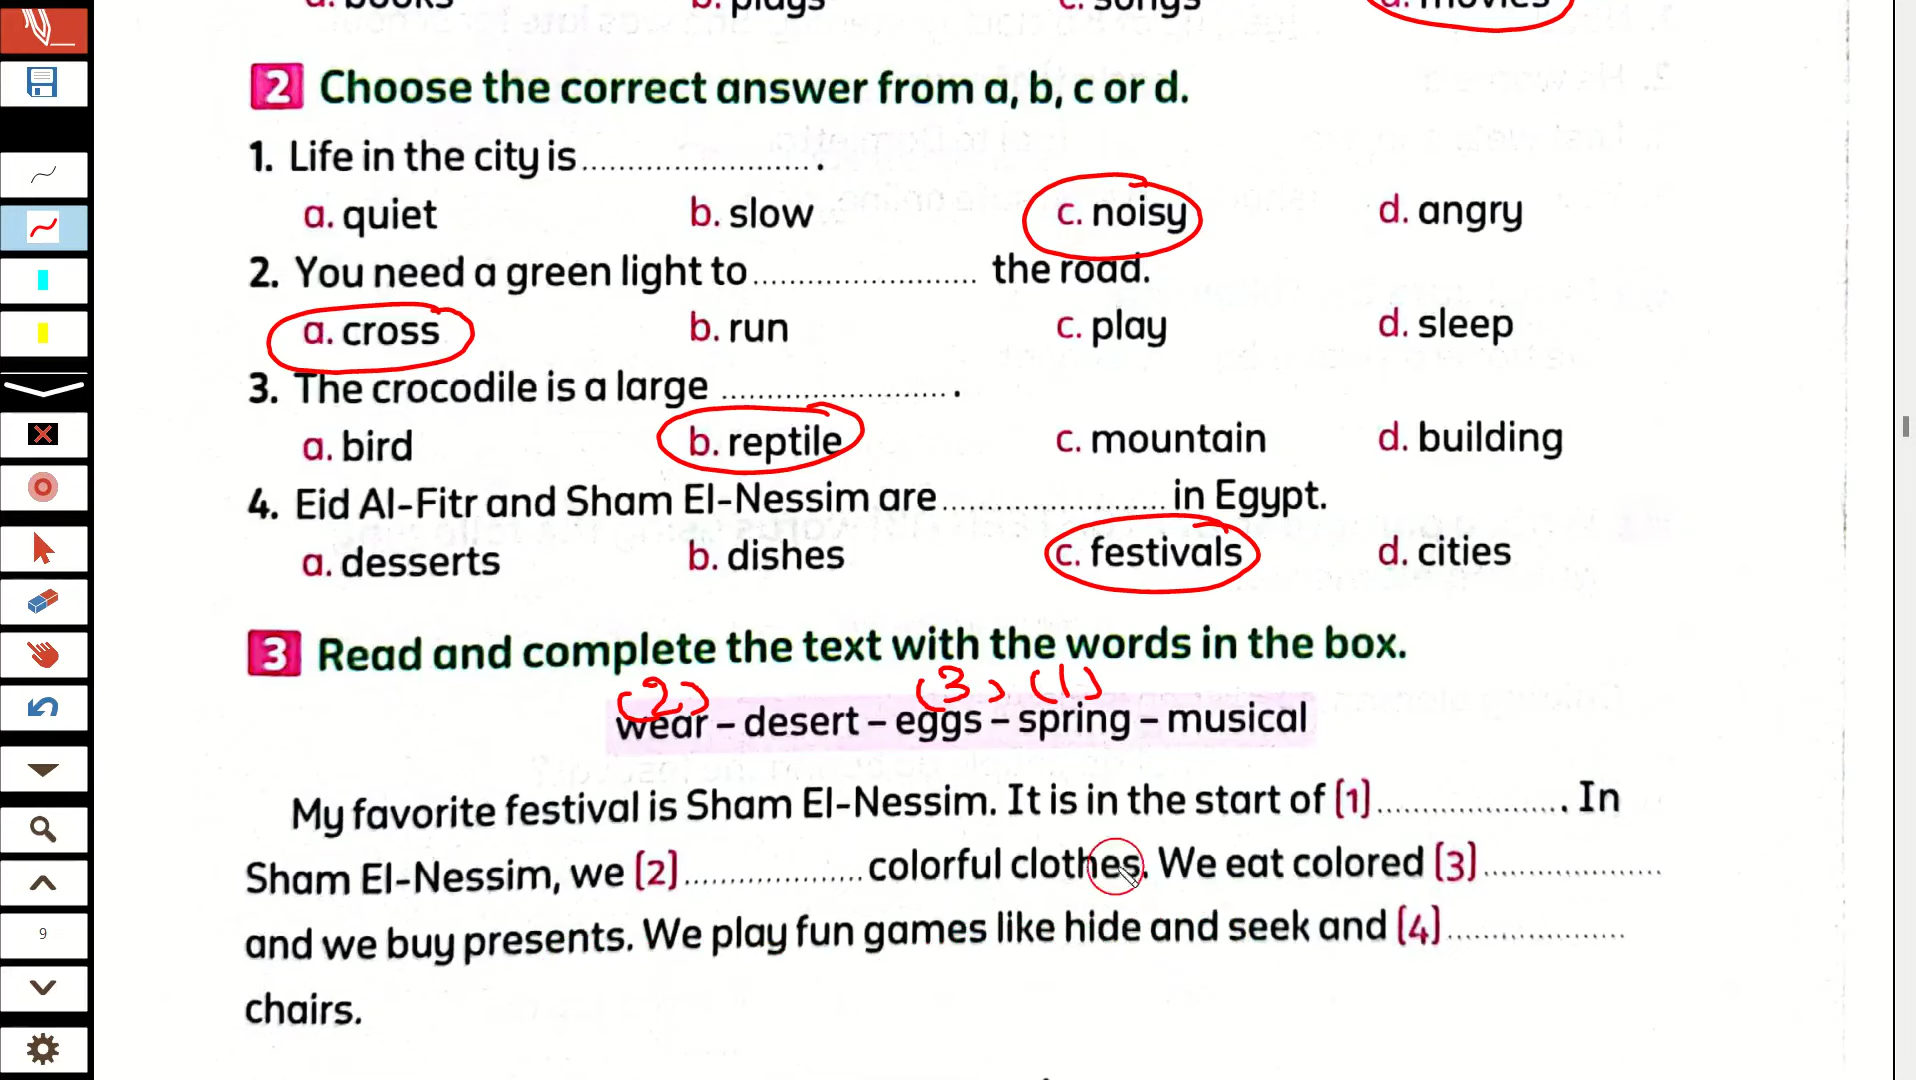 a. books b. plays c. songs d. movies
2 Choose the correct answer from a, b, c or d.
1. Life in the city is ........................ .
a. quiet b. slow c. noisy d. angry
2. You need a green light to ........................ the road.
a. cross b. run c. play d. sleep
3. The crocodile is a large ........................ .
a. bird b. reptile c. mountain d. building
4. Eid Al-Fitr and Sham El-Nessim are ........................ in Egypt.
a. desserts b. dishes c. festivals d. cities
3 Read and complete the text with the words in the box.
(2) (3) (1)
wear – desert – eggs – spring – musical
My favorite festival is Sham El-Nessim. It is in the start of (1) .................... . In
Sham El-Nessim, we (2) .................... colorful clothes. We eat colored (3) ....................
and we buy presents. We play fun games like hide and seek and (4) ....................
chairs.
9